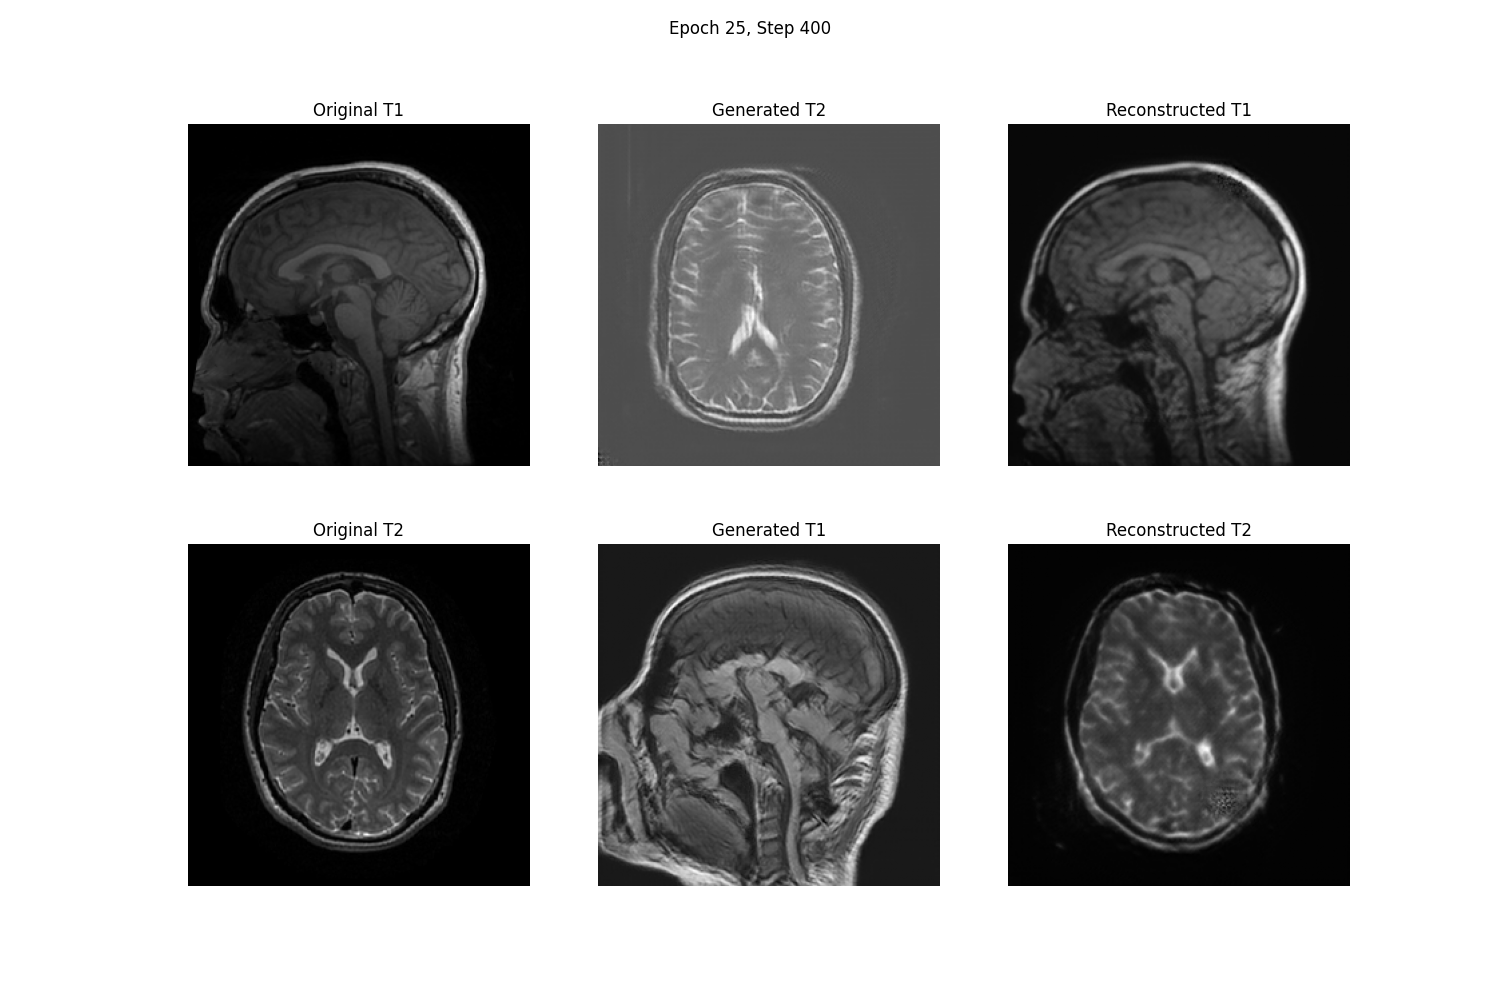 Epoch 25, Step 400
Original T1
Generated T2
Reconstructed T1
Original T2
Generated T1
Reconstructed T2